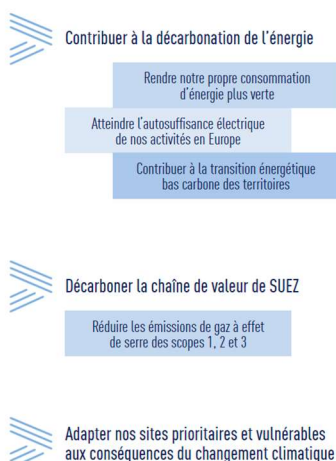 Contribuer à la décarbonation de l'énergie
Rendre notre propre consommation
d'énergie plus verte
Atteindre l'autosuffisance électrique
de nos activités en Europe
Contribuer à la transition énergétique
bas carbone des territoires
Décarboner la chaîne de valeur de SUEZ
Réduire les émissions de gaz à effet
de serre des scopes 1, 2 et 3
Adapter nos sites prioritaires et vulnérables
aux conséquences du changement climatique